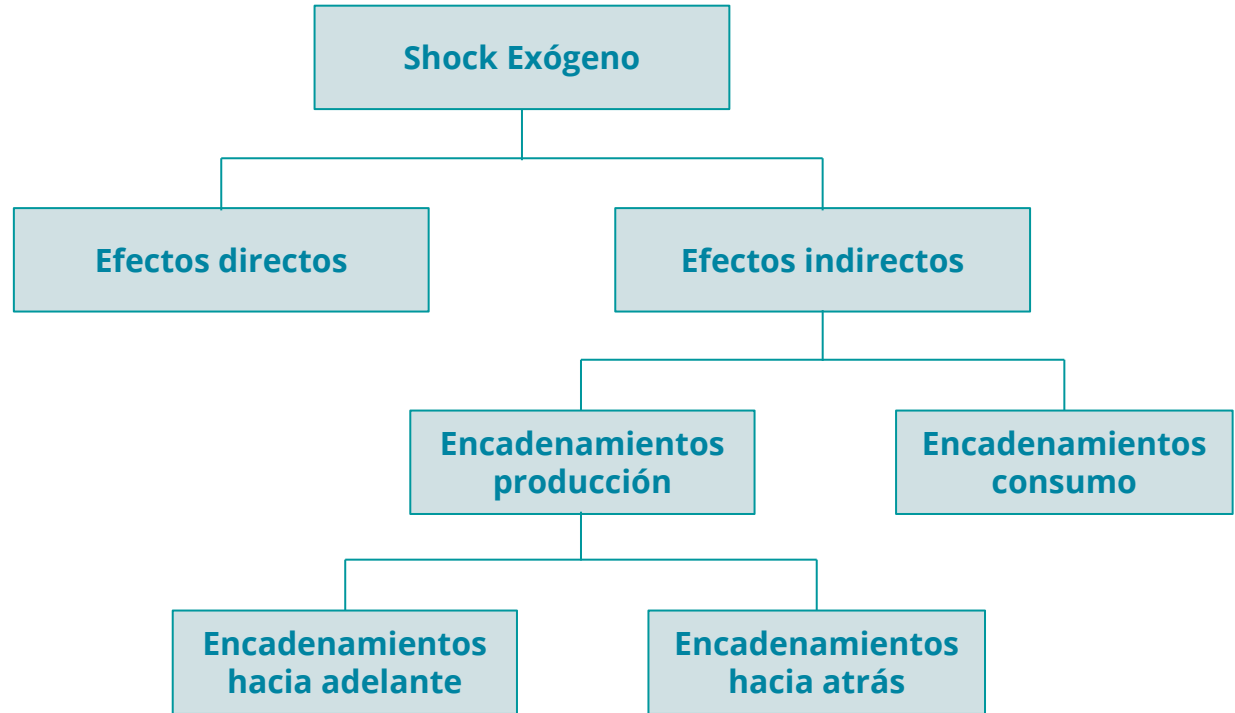 Shock Exógeno
Efectos directos
Efectos indirectos
Encadenamientos
producción
Encadenamientos
consumo
Encadenamientos
hacia adelante
Encadenamientos
hacia atrás